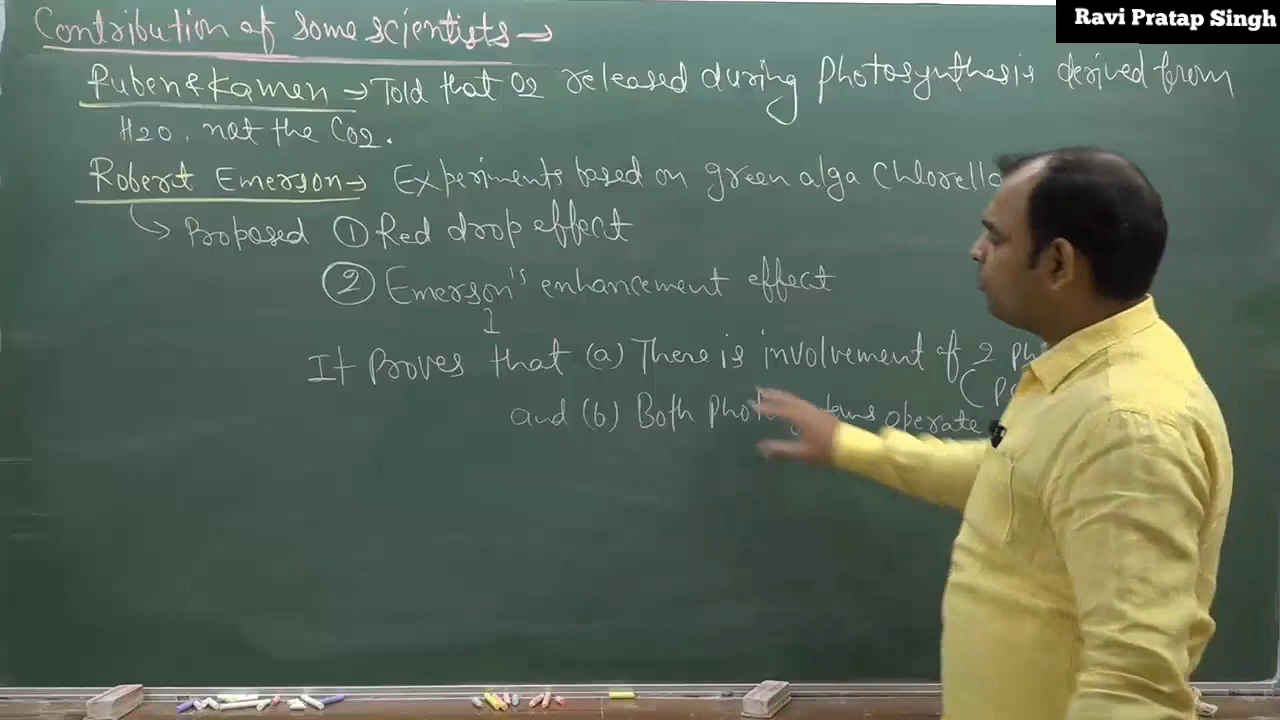 Ravi Pratap Singh
Contribution of some scientists →
Ruben & Kamen → Told that O2 released during Photosynthesis derived from
H2O, not the CO2.
Robert Emerson → Experiments based on green alga Chlorella
↳ Proposed ① Red drop effect
② Emerson's enhancement effect
It Proves that (a) There is involvement of 2
and (b) Both operate